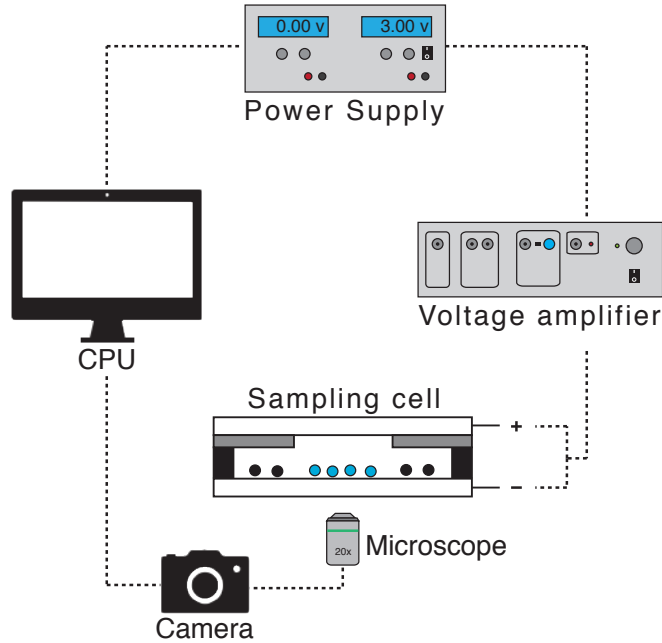 0.00 v
3.00 v
Power Supply
Voltage amplifier
CPU
Sampling cell
+
–
20x
Microscope
Camera